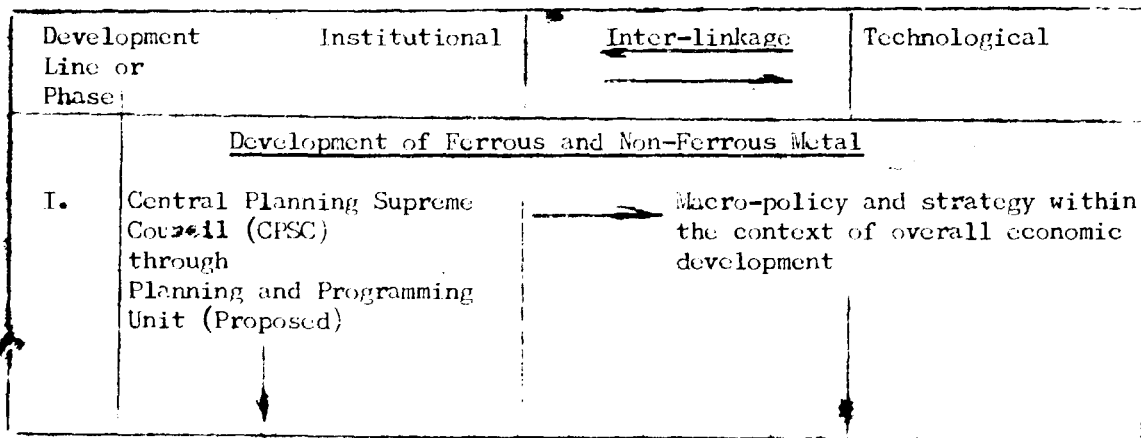 Development Institutional Inter-linkage Technological
Line or
Phase
Development of Ferrous and Non-Ferrous Metal
I. Central Planning Supreme Macro-policy and strategy within
Council (CPSC) the context of overall economic
through development
Planning and Programming
Unit (Proposed)